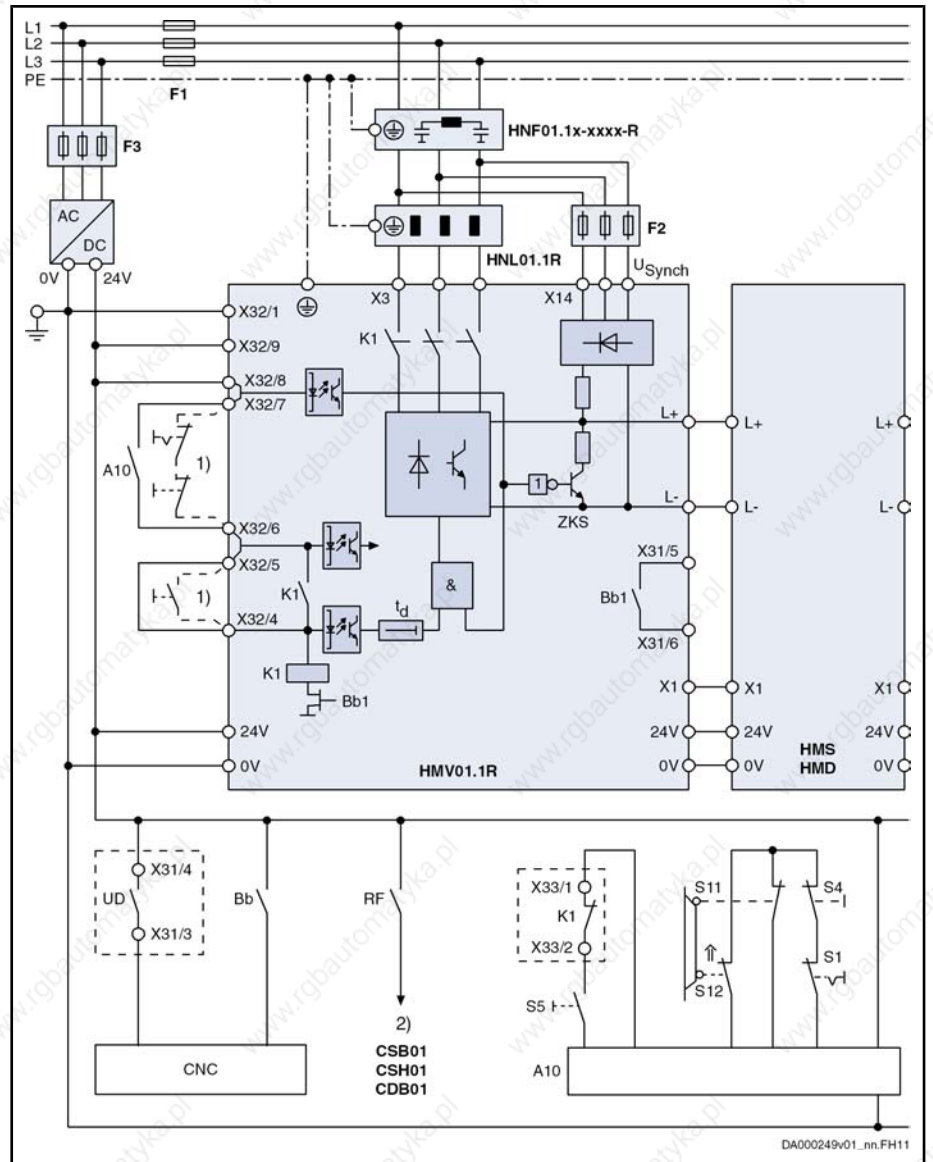 L1
L2
L3
PE
F1
HNF01.1x-xxxx-R
F3
AC
DC
F2
HNL01.1R
0V
24V
USynch
X3
X14
X32/1
X32/9
K1
X32/8
X32/7
L+
L+
L+
A10
1)
1
L-
L-
L-
ZKS
X32/6
X32/5
X31/5
&
Bb1
K1
1)
td
X32/4
X31/6
K1
Bb1
X1
X1
X1
24V
24V
24V
24V
HMS
HMD
0V
HMV01.1R
0V
0V
0V
X31/4
UD
X31/3
Bb
RF
X33/1
K1
X33/2
S11
S4
S12
S1
S5
2)
CNC
CSB01
CSH01
CDB01
A10
DA000249v01_nn.FH11
www.rgbautomatyka.pl